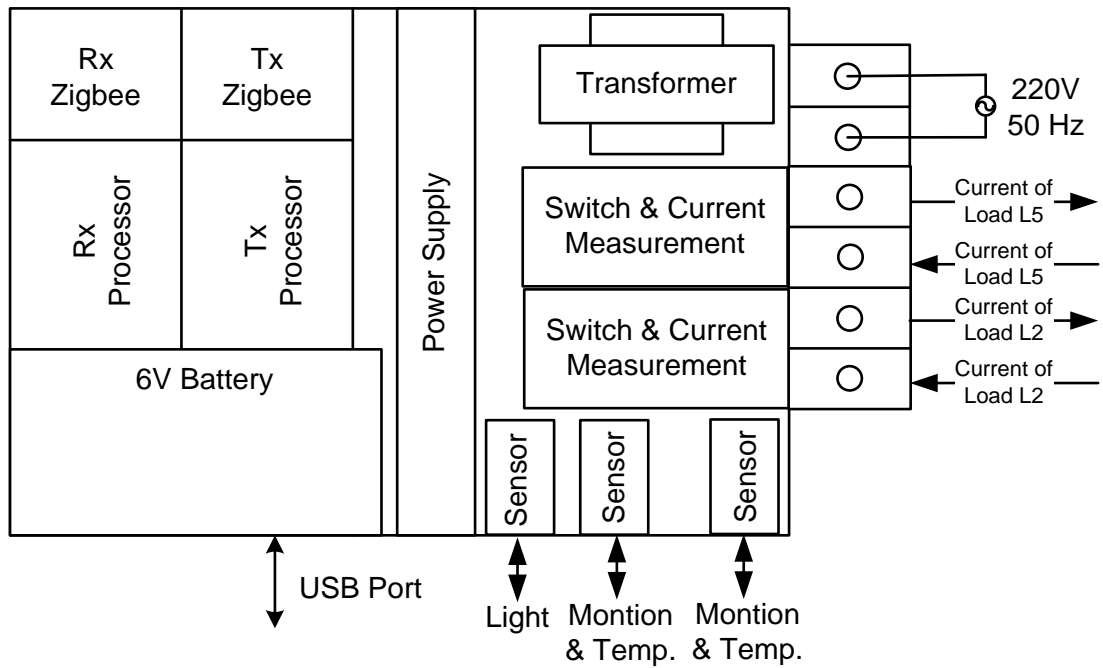 Rx
Zigbee
Tx
Zigbee
Transformer
220V
50 Hz
Rx
Processor
Tx
Processor
Power Supply
Switch & Current
Measurement
Current of
Load L5
Current of
Load L5
Switch & Current
Measurement
Current of
Load L2
Current of
Load L2
6V Battery
Sensor
Sensor
Sensor
USB Port
Light
Montion
& Temp.
Montion
& Temp.